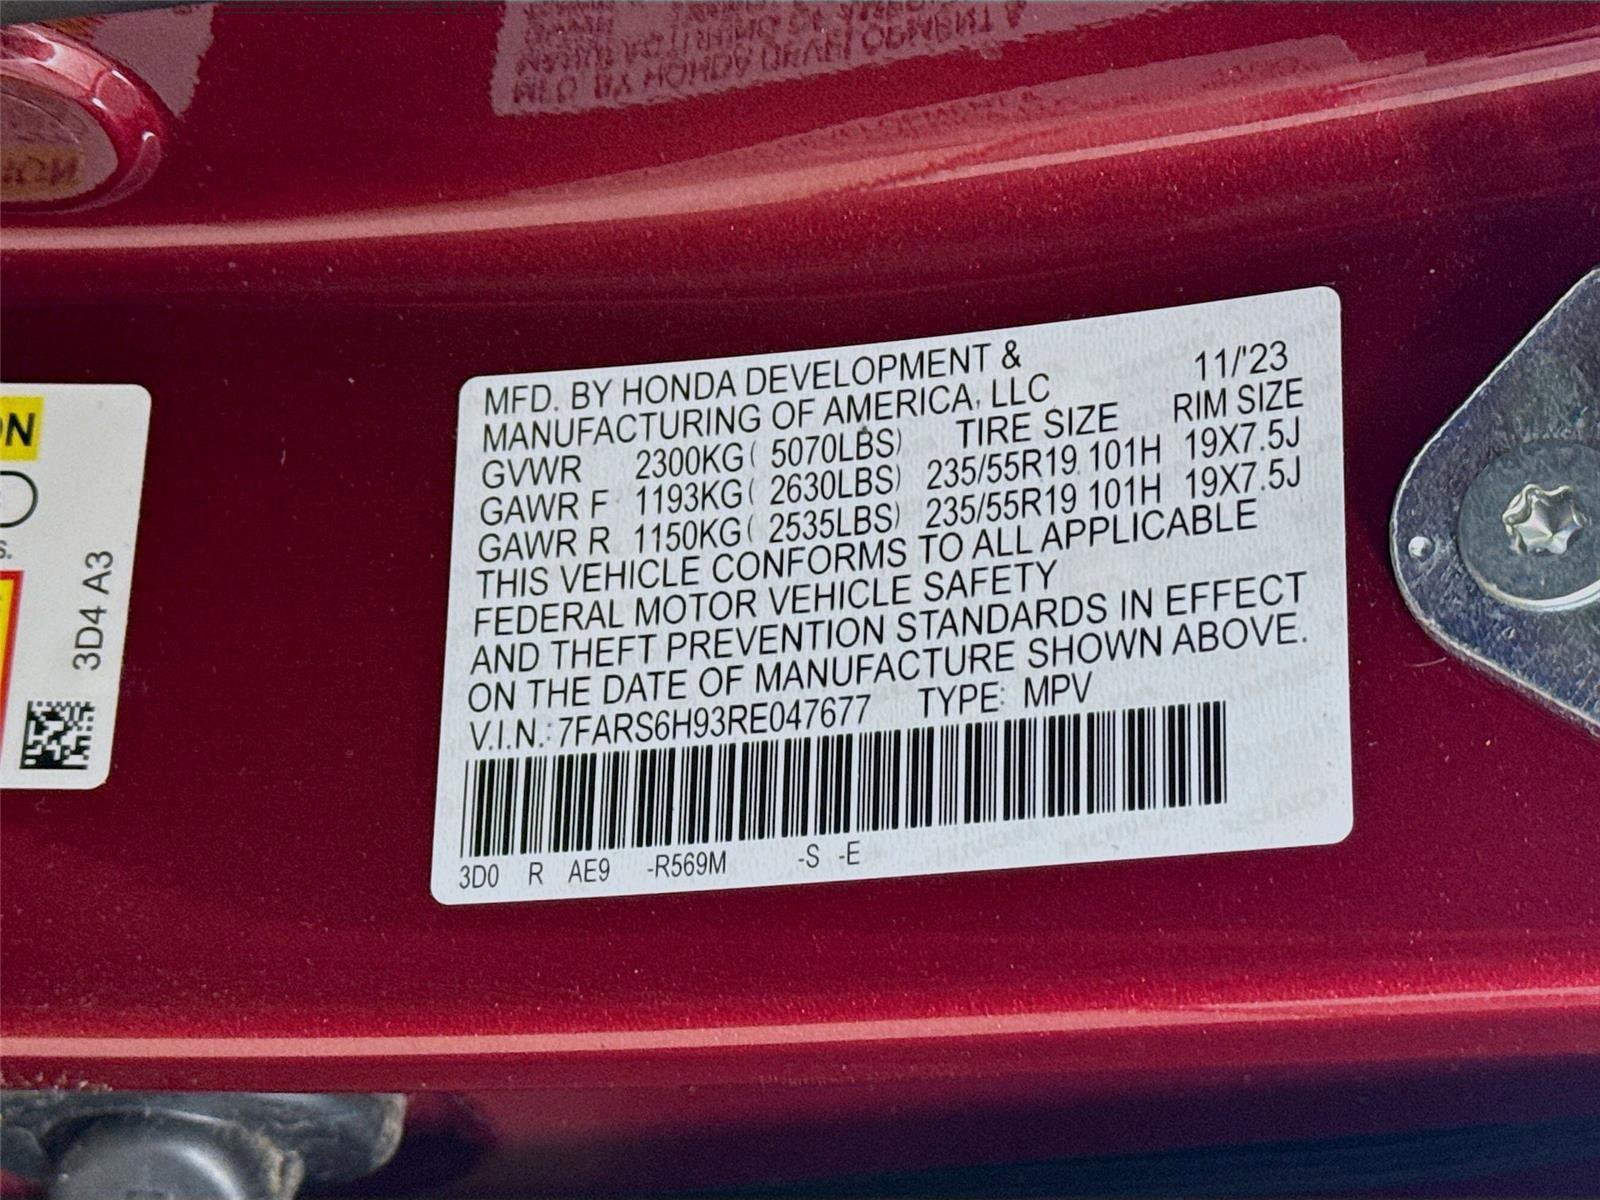 MFD. BY HONDA DEVELOPMENT & 11/'23
MANUFACTURING OF AMERICA, LLC
TIRE SIZE RIM SIZE
GVWR 2300KG( 5070LBS)
GAWR F 1193KG( 2630LBS) 235/55R19 101H 19X7.5J
GAWR R 1150KG( 2535LBS) 235/55R19 101H 19X7.5J
THIS VEHICLE CONFORMS TO ALL APPLICABLE
FEDERAL MOTOR VEHICLE SAFETY
AND THEFT PREVENTION STANDARDS IN EFFECT
ON THE DATE OF MANUFACTURE SHOWN ABOVE.
V.I.N.: 7FARS6H93RE047677 TYPE: MPV
3D0 R AE9 -R569M -S -E
3D4 A3